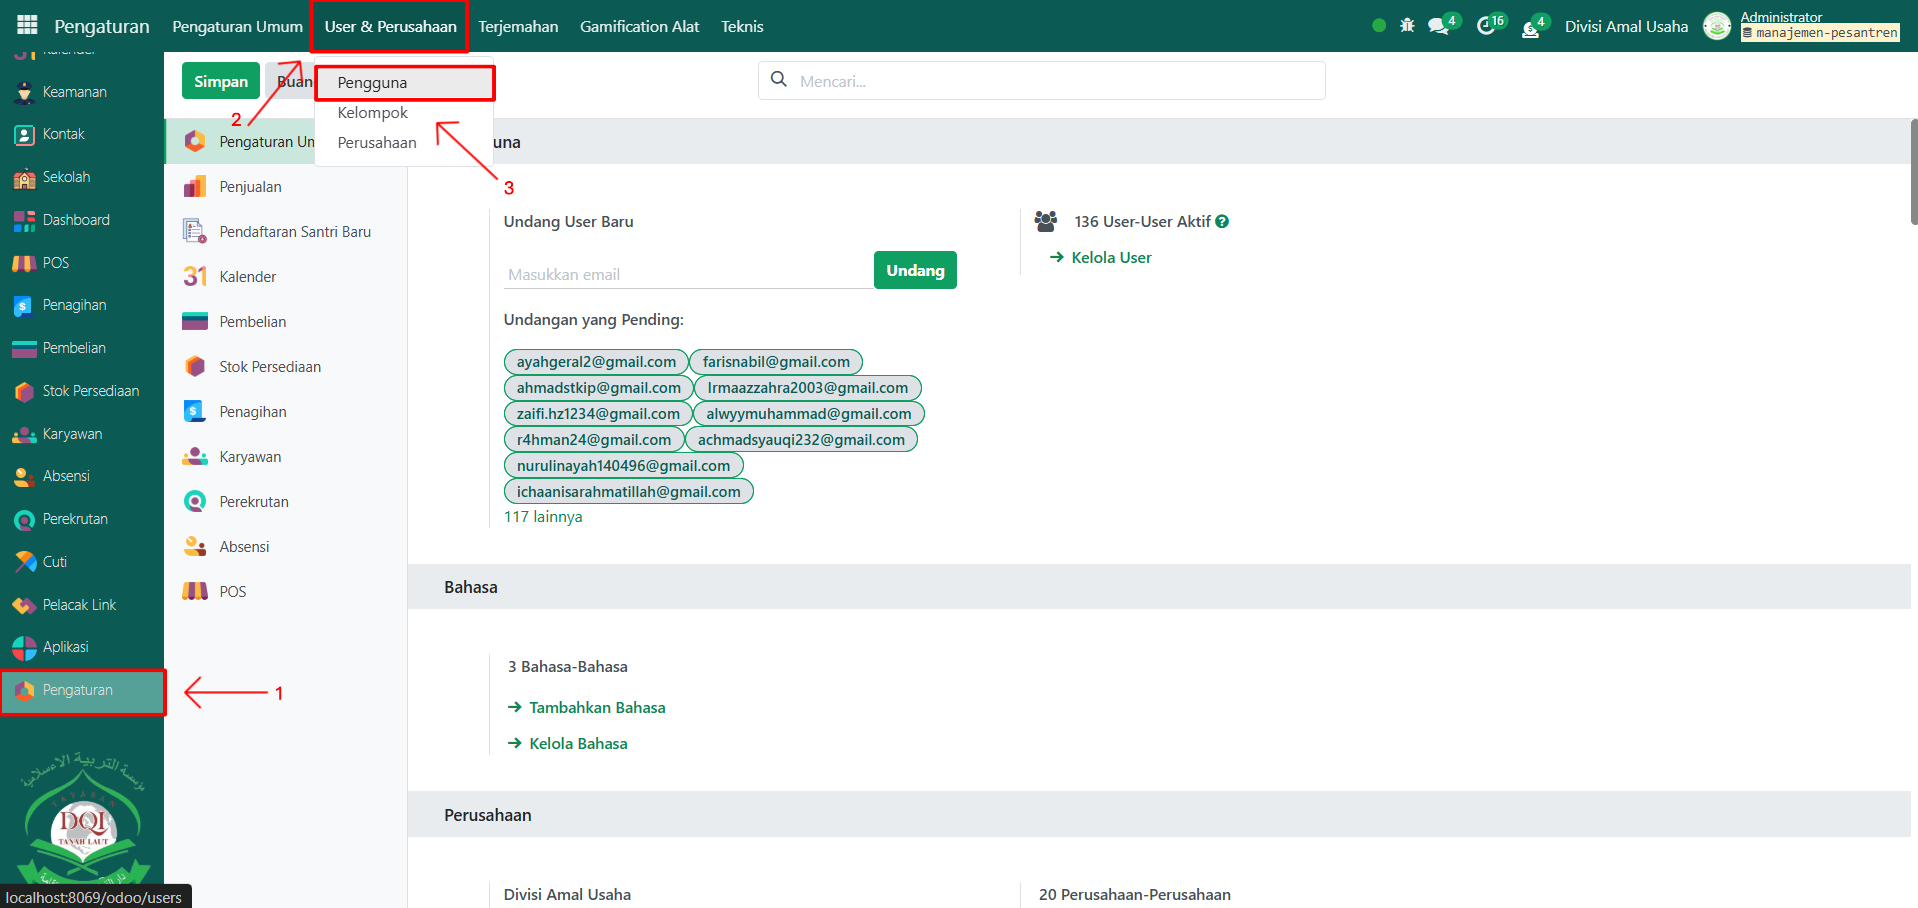 Pengaturan
Pengaturan Umum
User & Perusahaan
Terjemahan
Gamification Alat
Teknis
4
16
4
Divisi Amal Usaha
Administrator
manajemen-pesantren
Kalender
Keamanan
Kontak
Sekolah
Dashboard
POS
Penagihan
Pembelian
Stok Persediaan
Karyawan
Absensi
Perekrutan
Cuti
Pelacak Link
Aplikasi
Pengaturan
1
DQL
TANAH LAUT
localhost:8069/odoo/users
Simpan
Buan
2
Pengguna
Kelompok
Perusahaan
3
Mencari...
Pengaturan Um
Penjualan
Pendaftaran Santri Baru
Kalender
Pembelian
Stok Persediaan
Penagihan
Karyawan
Perekrutan
Absensi
POS
una
Undang User Baru
Masukkan email
Undang
136 User-User Aktif
Kelola User
Undangan yang Pending:
ayahgeral2@gmail.com farisnabil@gmail.com
ahmadstkip@gmail.com Irmaazzahra2003@gmail.com
zaifi.hz1234@gmail.com alwyymuhammad@gmail.com
r4hman24@gmail.com achmadsyauqi232@gmail.com
nurulinayah140496@gmail.com
ichaanisarahmatillah@gmail.com
117 lainnya
Bahasa
3 Bahasa-Bahasa
Tambahkan Bahasa
Kelola Bahasa
Perusahaan
Divisi Amal Usaha
20 Perusahaan-Perusahaan